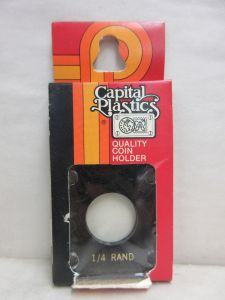 Capital
Plastics
®
QUALITY
COIN
HOLDER
1/4 RAND